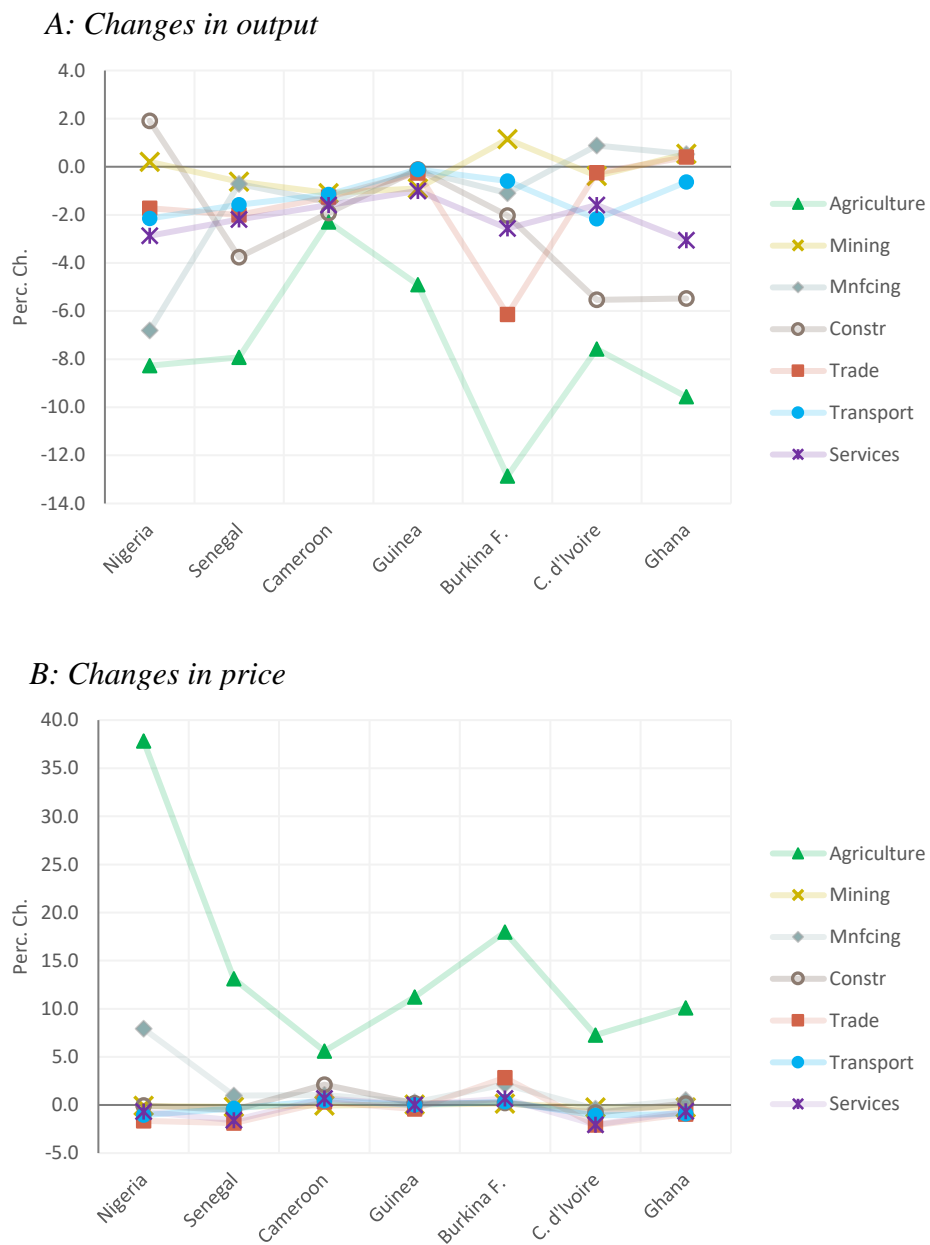 A: Changes in output
4.0
2.0
0.0
-2.0
-4.0
-6.0
-8.0
-10.0
-12.0
-14.0
Perc. Ch.
Nigeria
Senegal
Cameroon
Guinea
Burkina F.
C. d'Ivoire
Ghana
Agriculture
Mining
Mnfcing
Constr
Trade
Transport
Services
B: Changes in price
40.0
35.0
30.0
25.0
20.0
15.0
10.0
5.0
0.0
-5.0
Perc. Ch.
Nigeria
Senegal
Cameroon
Guinea
Burkina F.
C. d'Ivoire
Ghana
Agriculture
Mining
Mnfcing
Constr
Trade
Transport
Services